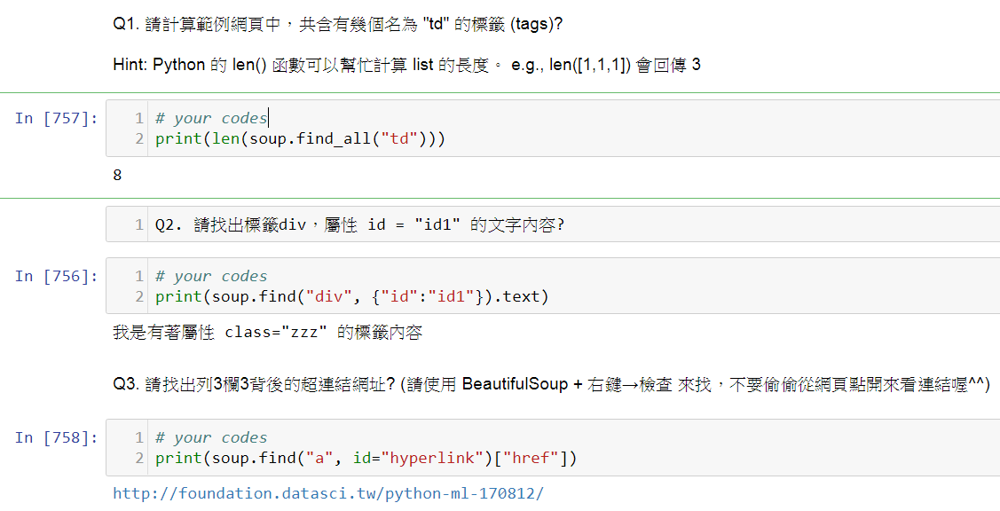 Q1. 請計算範例網頁中，共含有幾個名為 "td" 的標籤 (tags)?
Hint: Python 的 len() 函數可以幫忙計算 list 的長度。 e.g., len([1,1,1]) 會回傳 3
In [757]:
1 # your codes
2 print(len(soup.find_all("td")))
8
1 Q2. 請找出標籤div，屬性 id = "id1" 的文字內容?
In [756]:
1 # your codes
2 print(soup.find("div", {"id":"id1"}).text)
我是有著屬性 class="zzz" 的標籤內容
Q3. 請找出列3欄3背後的超連結網址? (請使用 BeautifulSoup + 右鍵→檢查 來找，不要偷偷從網頁點開來看連結喔^^)
In [758]:
1 # your codes
2 print(soup.find("a", id="hyperlink")["href"])
http://foundation.datasci.tw/python-ml-170812/